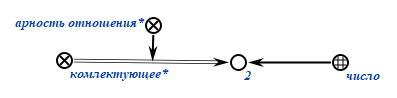 арность отношения*
комлектующее*
2
число